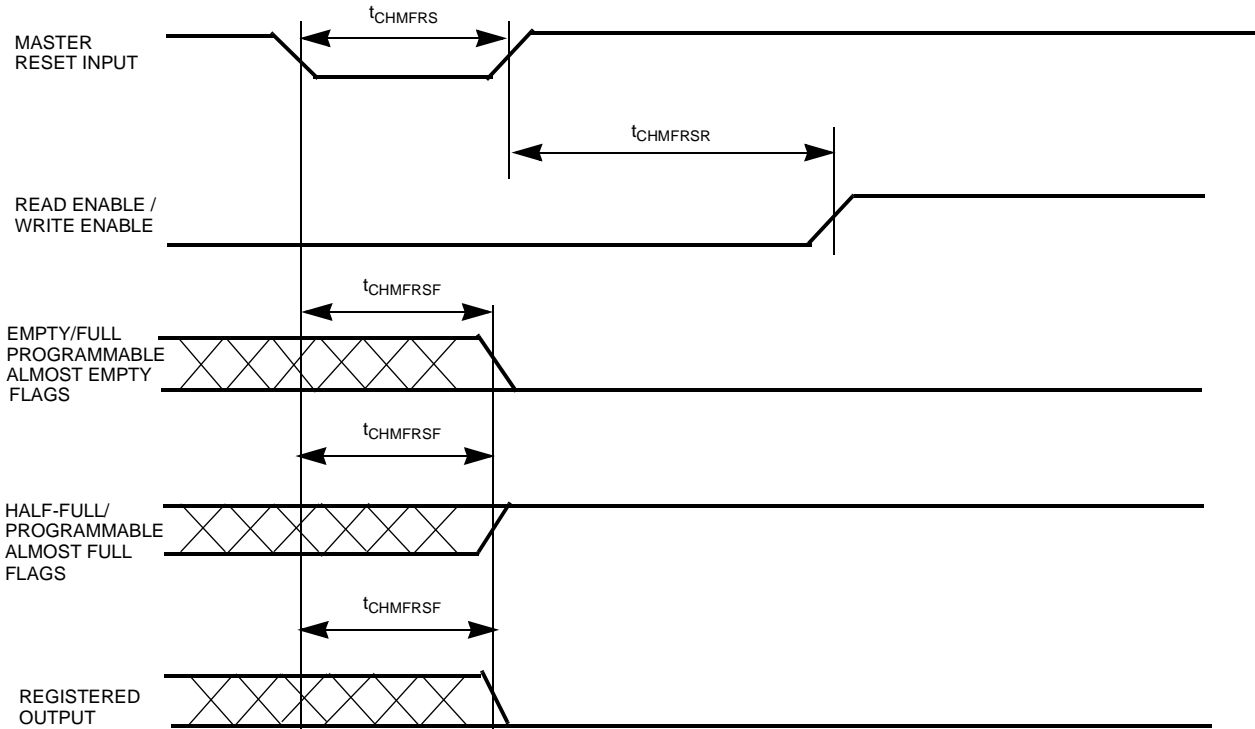 tCHMFRS
MASTER
RESET INPUT
tCHMFRSR
READ ENABLE /
WRITE ENABLE
tCHMFRSF
EMPTY/FULL
PROGRAMMABLE
ALMOST EMPTY
FLAGS
tCHMFRSF
HALF-FULL/
PROGRAMMABLE
ALMOST FULL
FLAGS
tCHMFRSF
REGISTERED
OUTPUT